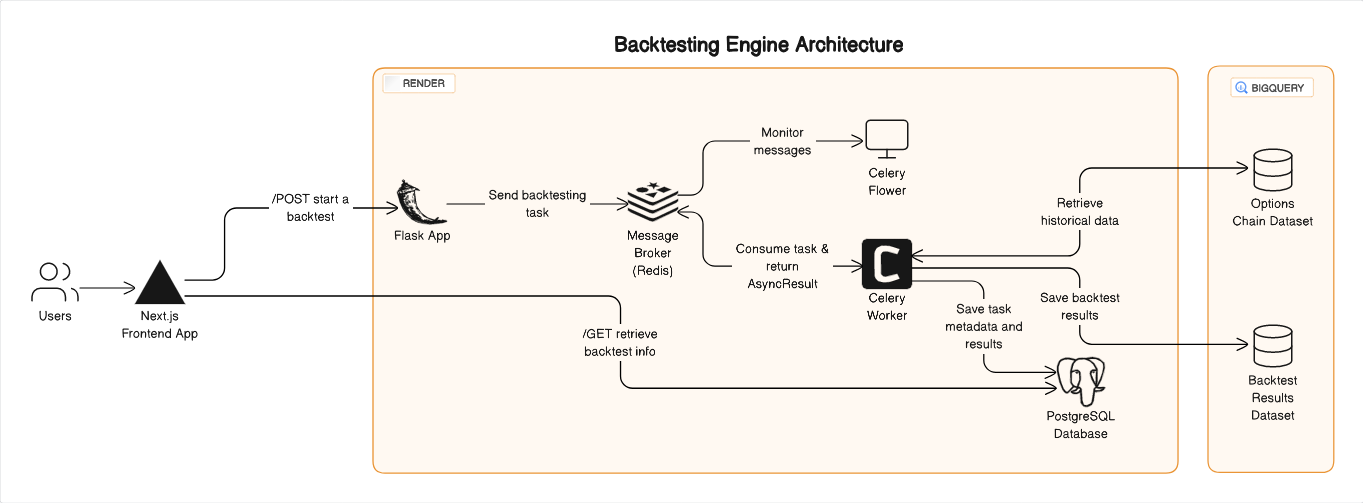 Backtesting Engine Architecture
RENDER
BIGQUERY
Monitor
messages
Celery
Flower
/POST start a
backtest
Flask App
Send backtesting
task
Message
Broker
(Redis)
Consume task &
return
AsyncResult
C
Celery
Worker
Retrieve
historical data
Options
Chain Dataset
Users
Next.js
Frontend App
/GET retrieve
backtest info
Save task
metadata and
results
Save backtest
results
PostgreSQL
Database
Backtest
Results
Dataset